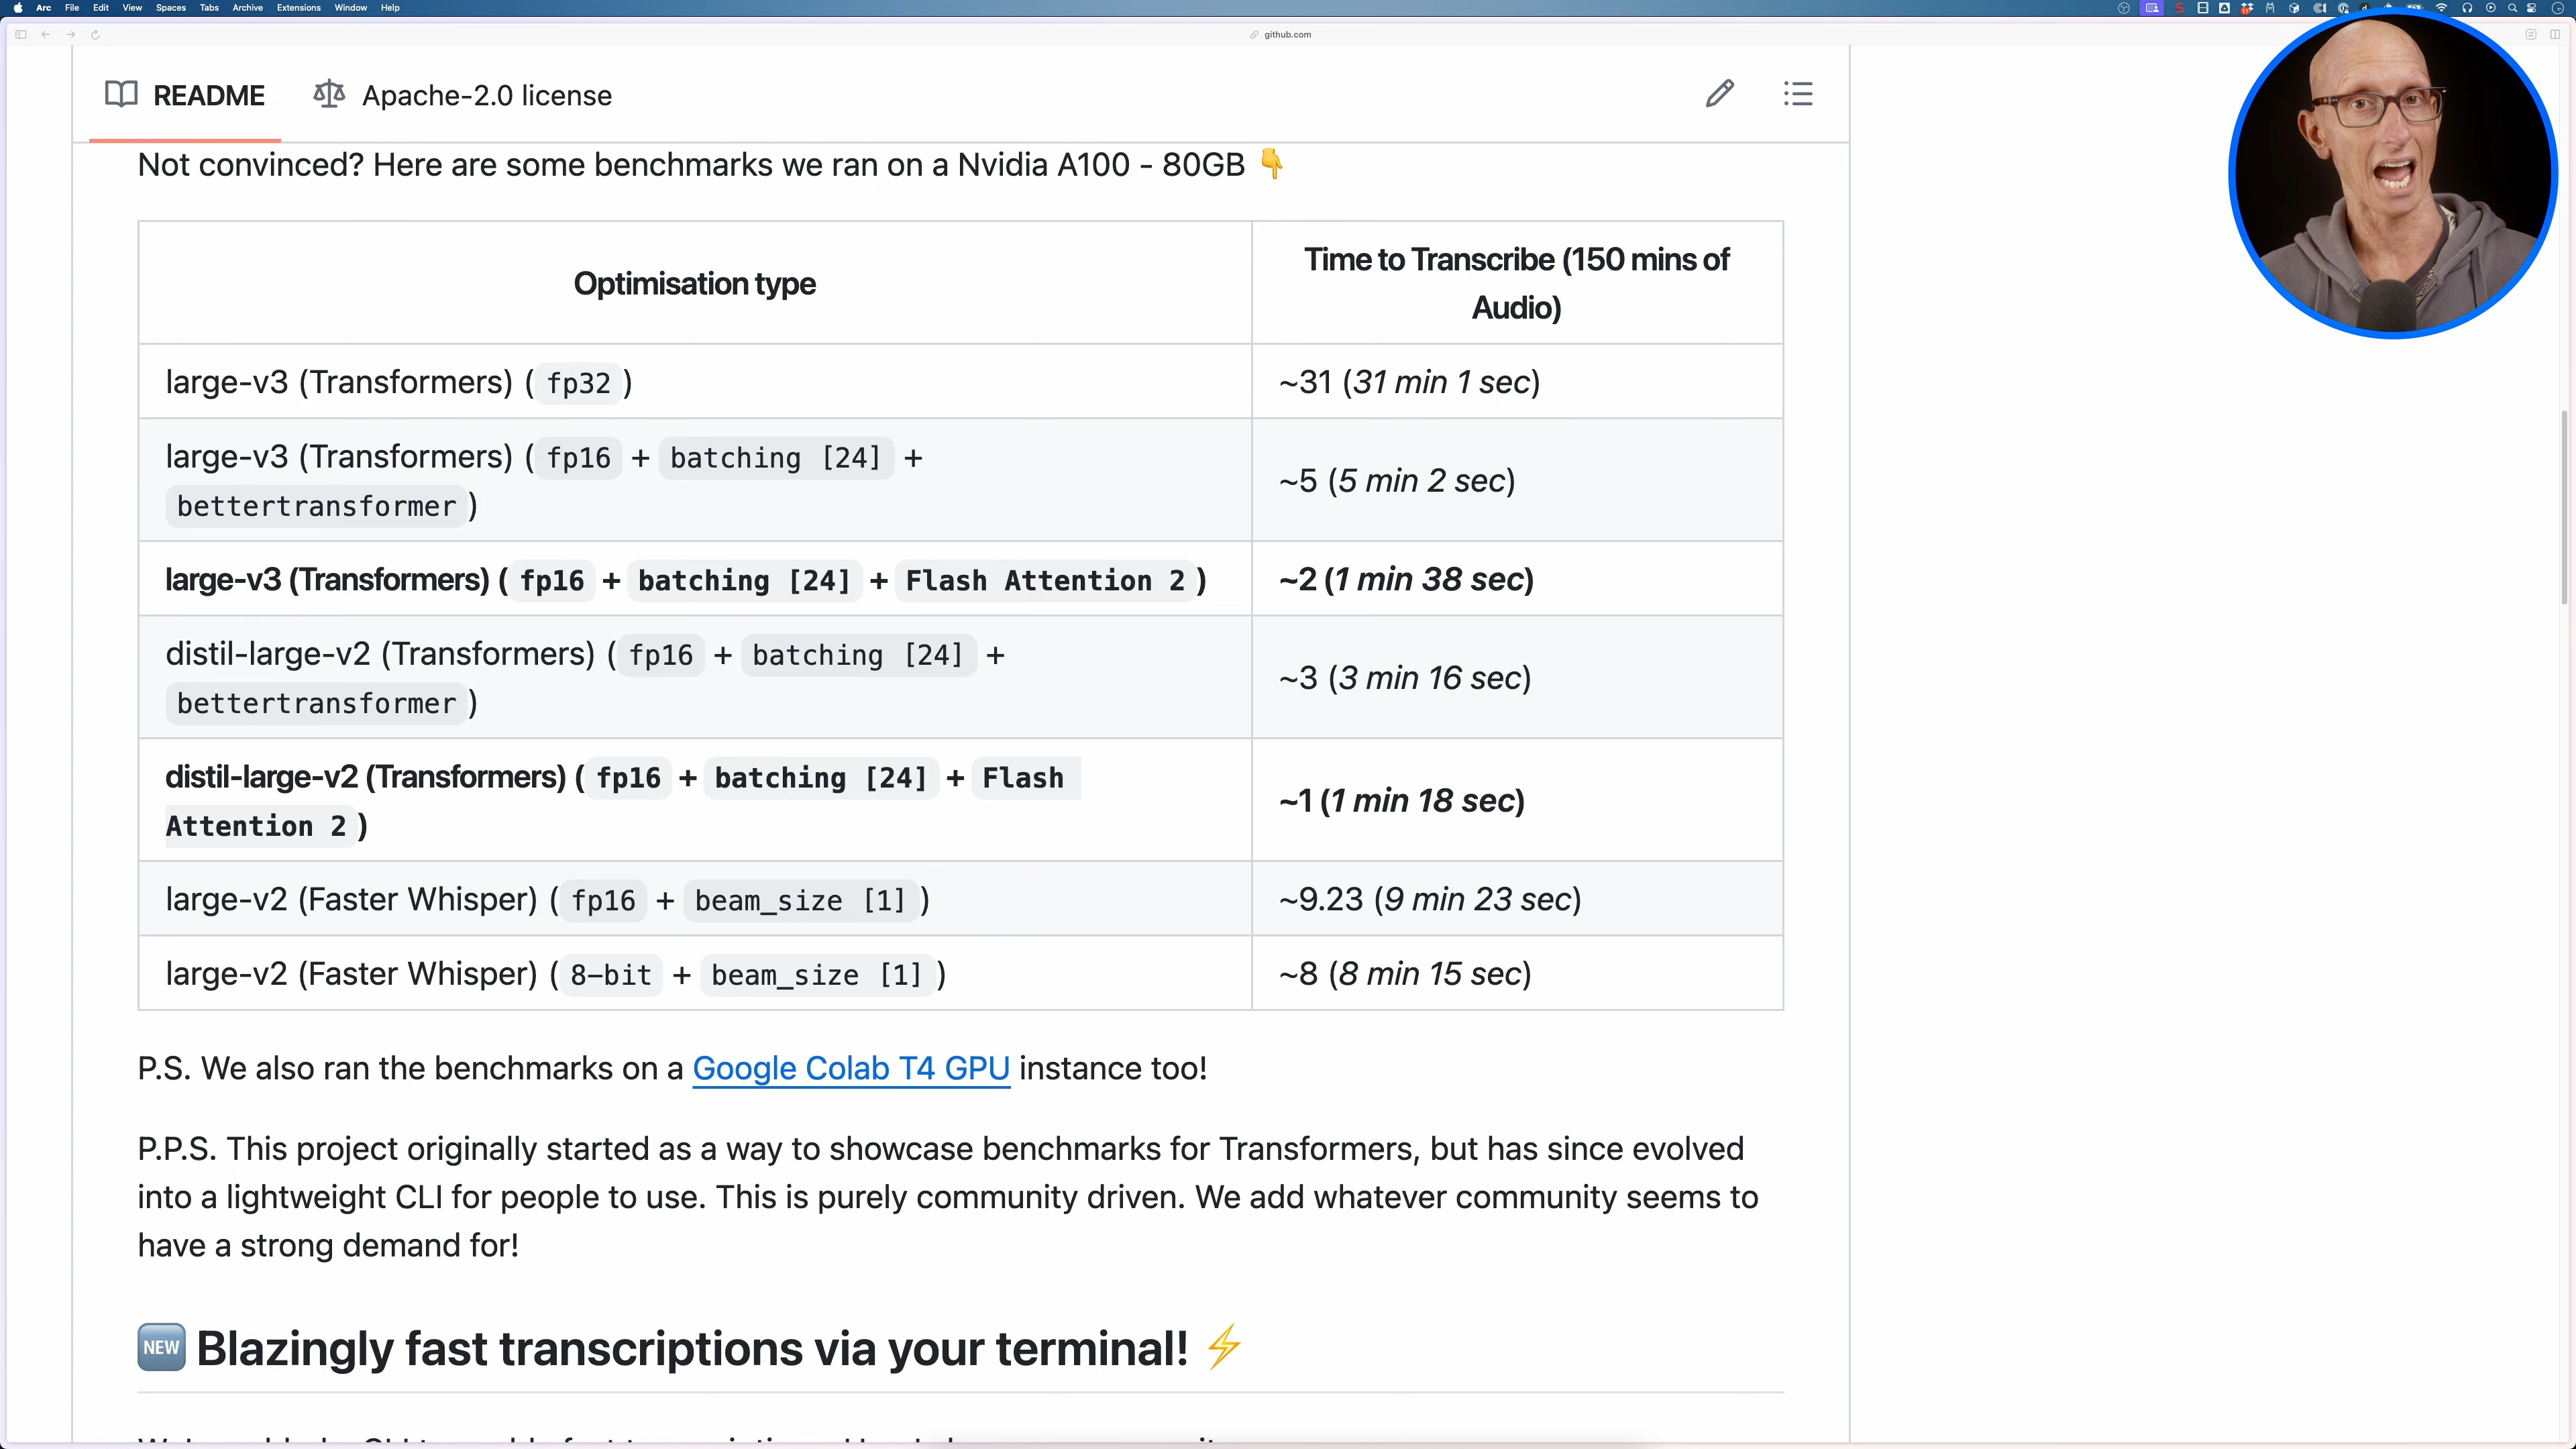 Arc File Edit View Spaces Tabs Archive Extensions Window Help
github.com
README Apache-2.0 license
Not convinced? Here are some benchmarks we ran on a Nvidia A100 - 80GB 👇
Optimisation type
Time to Transcribe (150 mins of
Audio)
large-v3 (Transformers) ( fp32 )
~31 (31 min 1 sec)
large-v3 (Transformers) ( fp16 + batching [24] +
bettertransformer )
~5 (5 min 2 sec)
large-v3 (Transformers) ( fp16 + batching [24] + Flash Attention 2 )
~2 (1 min 38 sec)
distil-large-v2 (Transformers) ( fp16 + batching [24] +
bettertransformer )
~3 (3 min 16 sec)
distil-large-v2 (Transformers) ( fp16 + batching [24] + Flash
Attention 2 )
~1 (1 min 18 sec)
large-v2 (Faster Whisper) ( fp16 + beam_size [1] )
~9.23 (9 min 23 sec)
large-v2 (Faster Whisper) ( 8-bit + beam_size [1] )
~8 (8 min 15 sec)
P.S. We also ran the benchmarks on a Google Colab T4 GPU instance too!
P.P.S. This project originally started as a way to showcase benchmarks for Transformers, but has since evolved
into a lightweight CLI for people to use. This is purely community driven. We add whatever community seems to
have a strong demand for!
🆕 Blazingly fast transcriptions via your terminal! ⚡